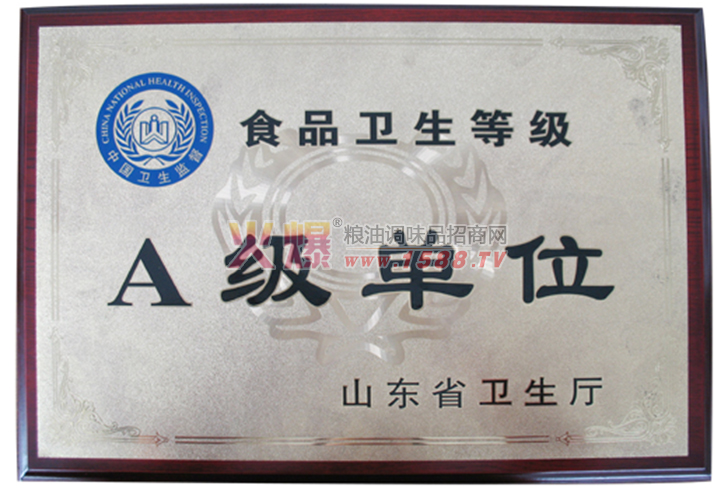 CHINA NATIONAL HEALTH INSPECTION
中国卫生监督
食品卫生等级
火爆®粮油调味品招商网
www.1588.TV
A级单位
山东省卫生厅